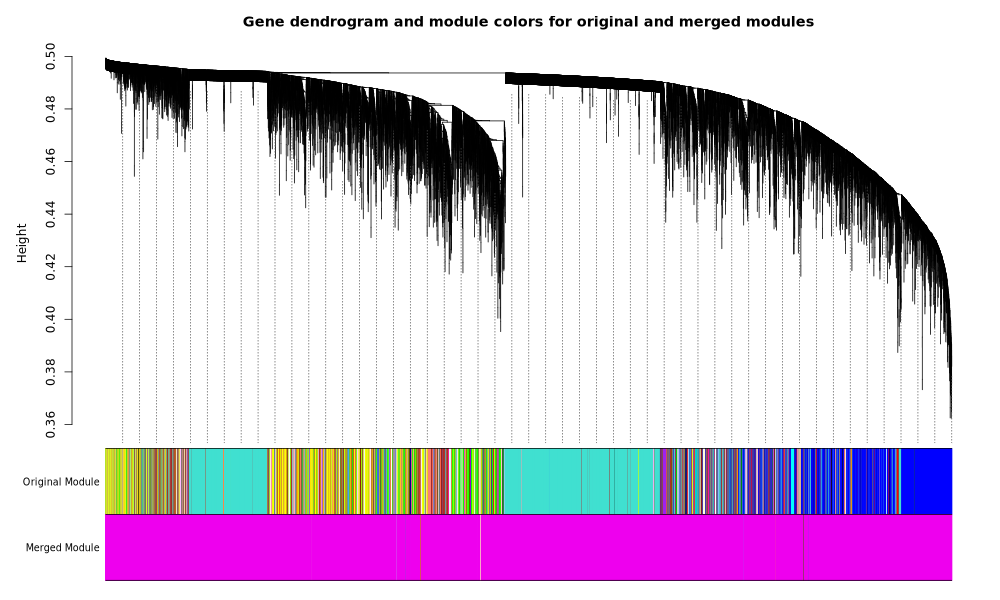 Gene dendrogram and module colors for original and merged modules
Height
0.50
0.48
0.46
0.44
0.42
0.40
0.38
0.36
Original Module
Merged Module